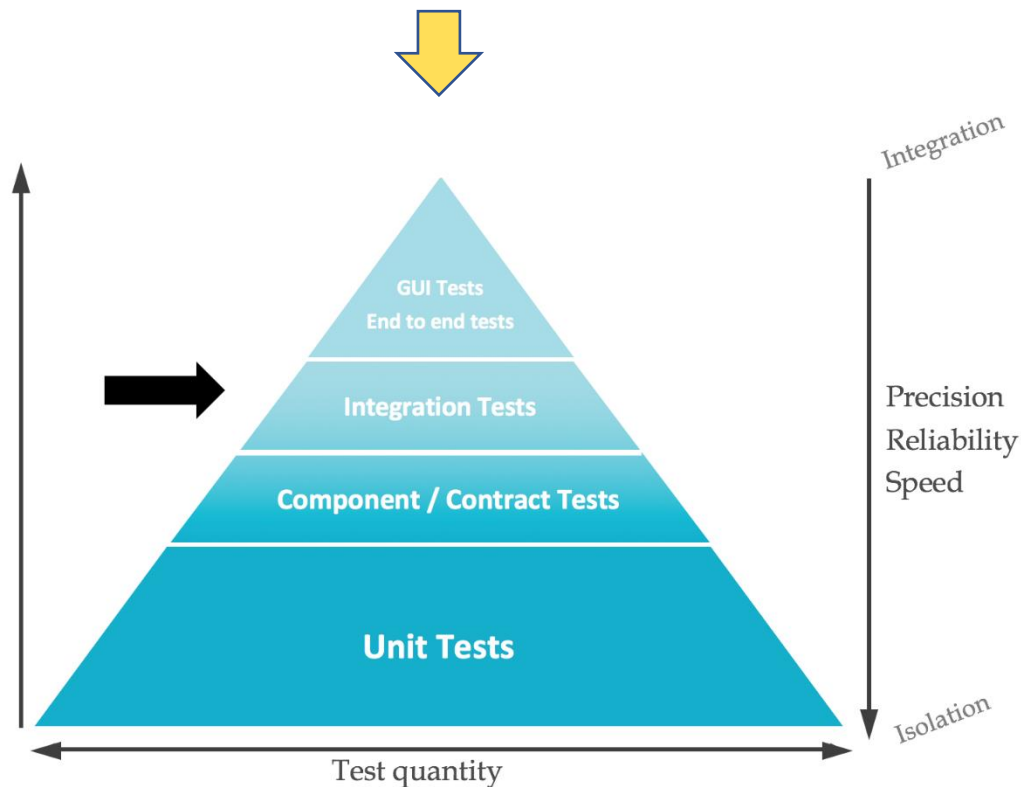 Integration
GUI Tests
End to end tests
Integration Tests
Precision
Reliability
Speed
Component / Contract Tests
Unit Tests
Isolation
Test quantity